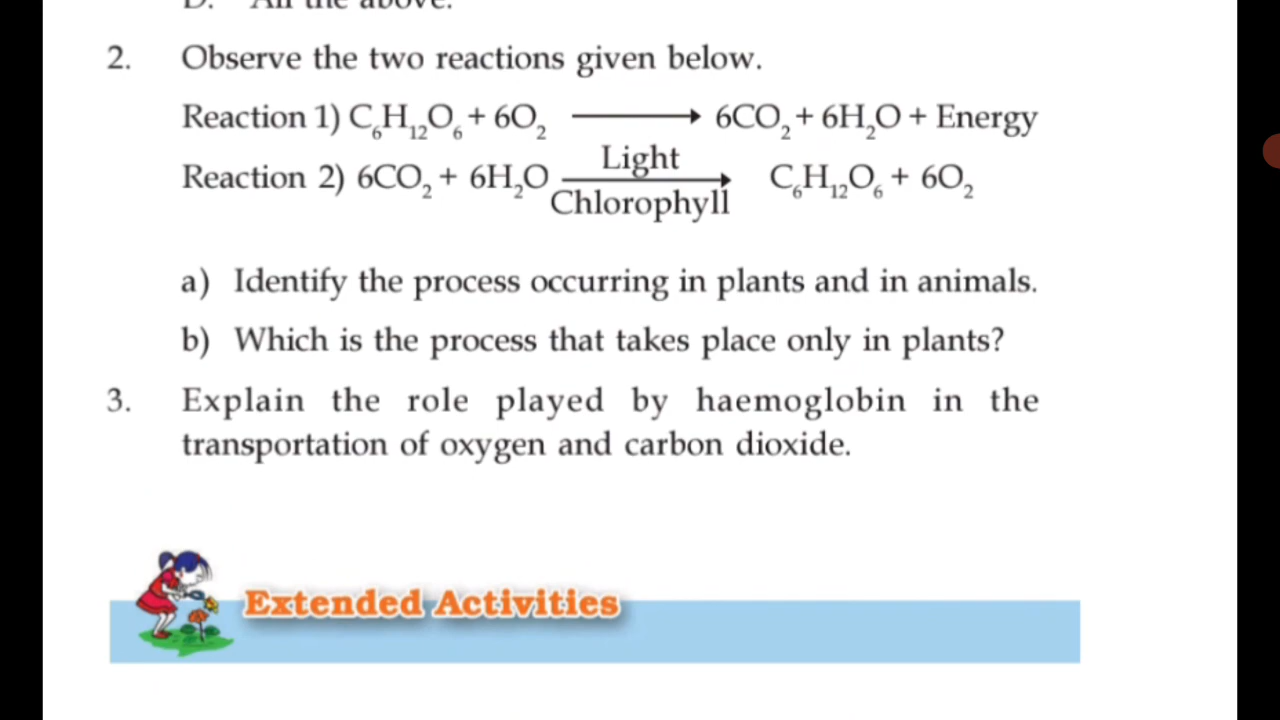 D. All the above.
2. Observe the two reactions given below.
Reaction 1) C₆H₁₂O₆ + 6O₂ ⟶ 6CO₂ + 6H₂O + Energy
Light
Reaction 2) 6CO₂ + 6H₂O ⟶ C₆H₁₂O₆ + 6O₂
Chlorophyll
a) Identify the process occurring in plants and in animals.
b) Which is the process that takes place only in plants?
3. Explain the role played by haemoglobin in the
transportation of oxygen and carbon dioxide.
Extended Activities